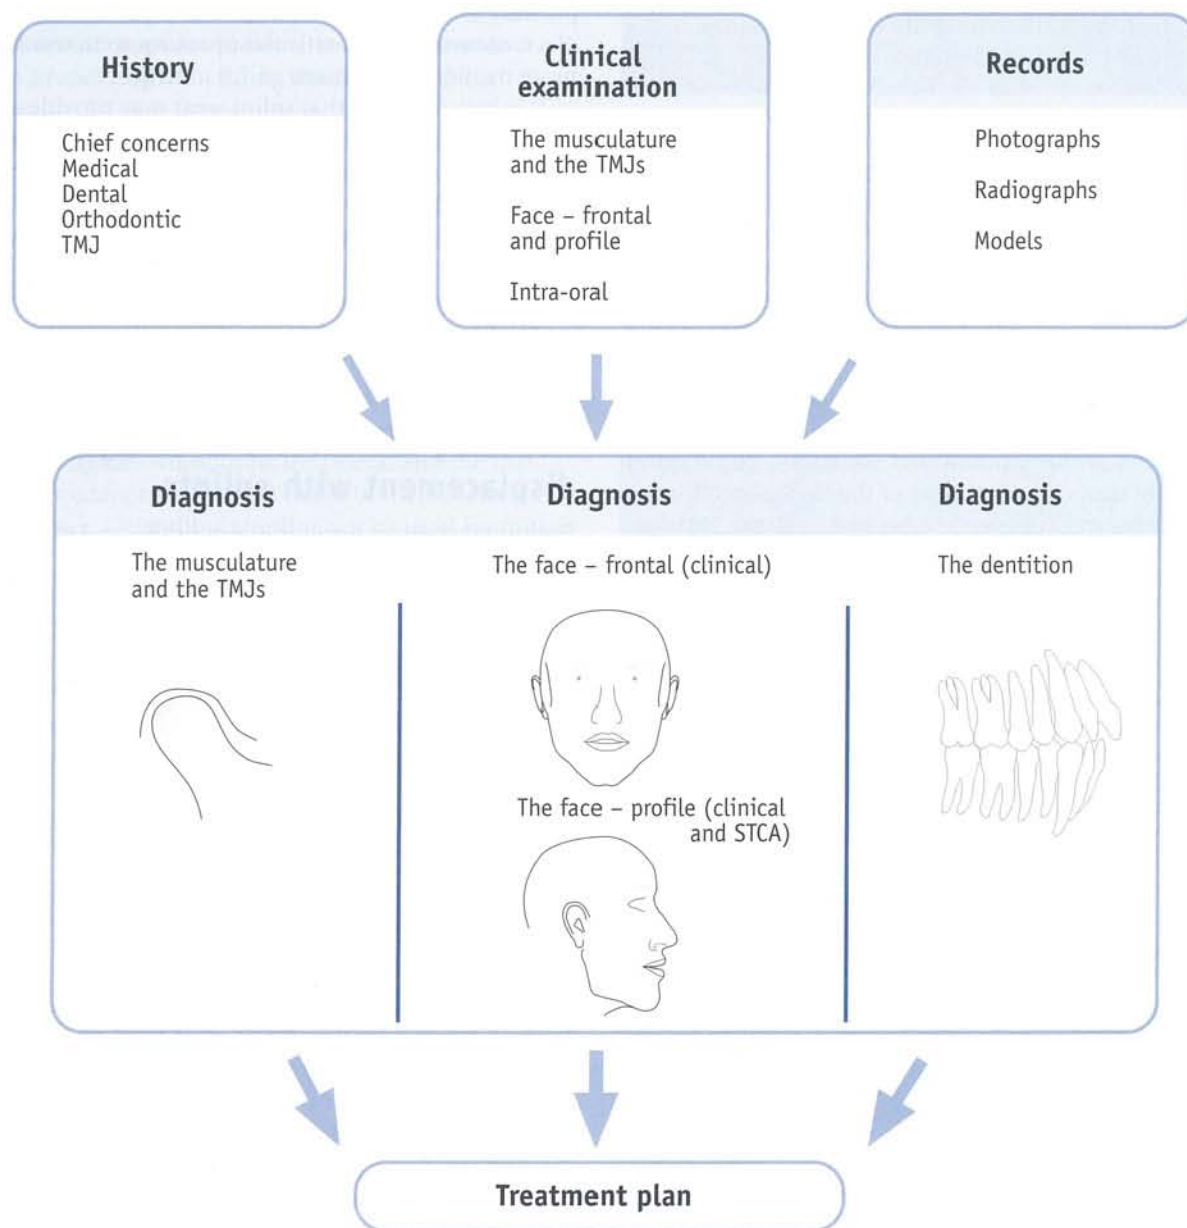 History
Chief concerns
Medical
Dental
Orthodontic
TMJ
Clinical
examination
The musculature
and the TMJs
Face – frontal
and profile
Intra-oral
Records
Photographs
Radiographs
Models
Diagnosis
The musculature
and the TMJs
Diagnosis
The face – frontal (clinical)
The face – profile (clinical
and STCA)
Diagnosis
The dentition
Treatment plan